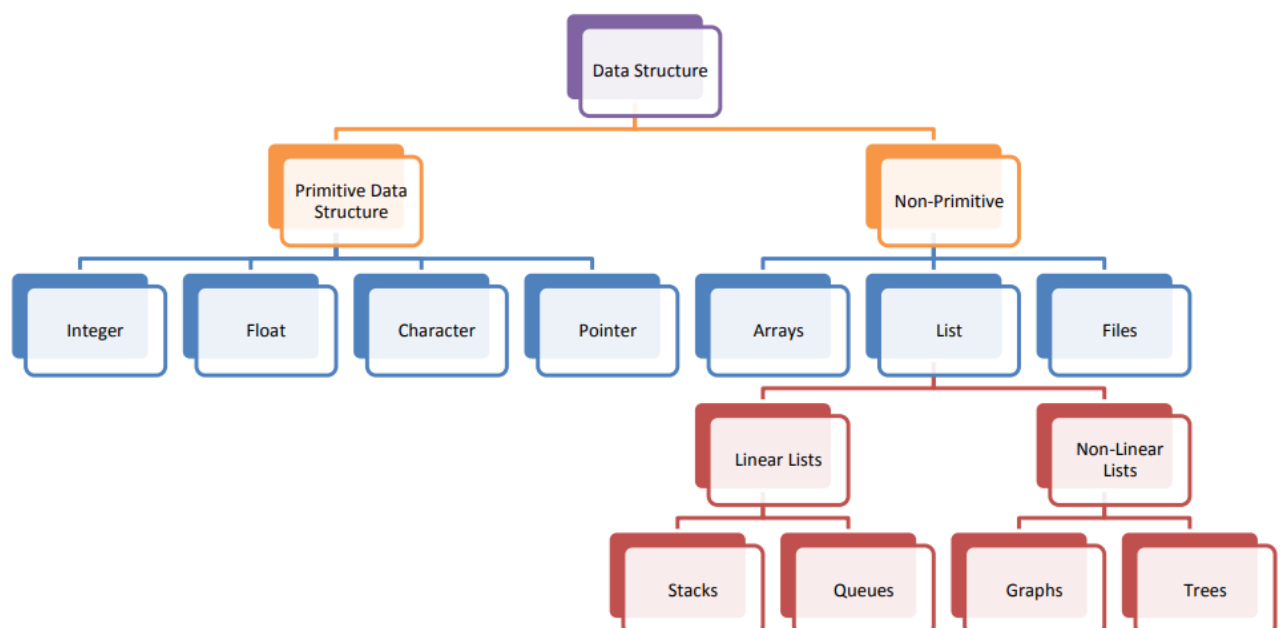 Data Structure
Primitive Data
Structure
Non-Primitive
Integer
Float
Character
Pointer
Arrays
List
Files
Linear Lists
Non-Linear
Lists
Stacks
Queues
Graphs
Trees